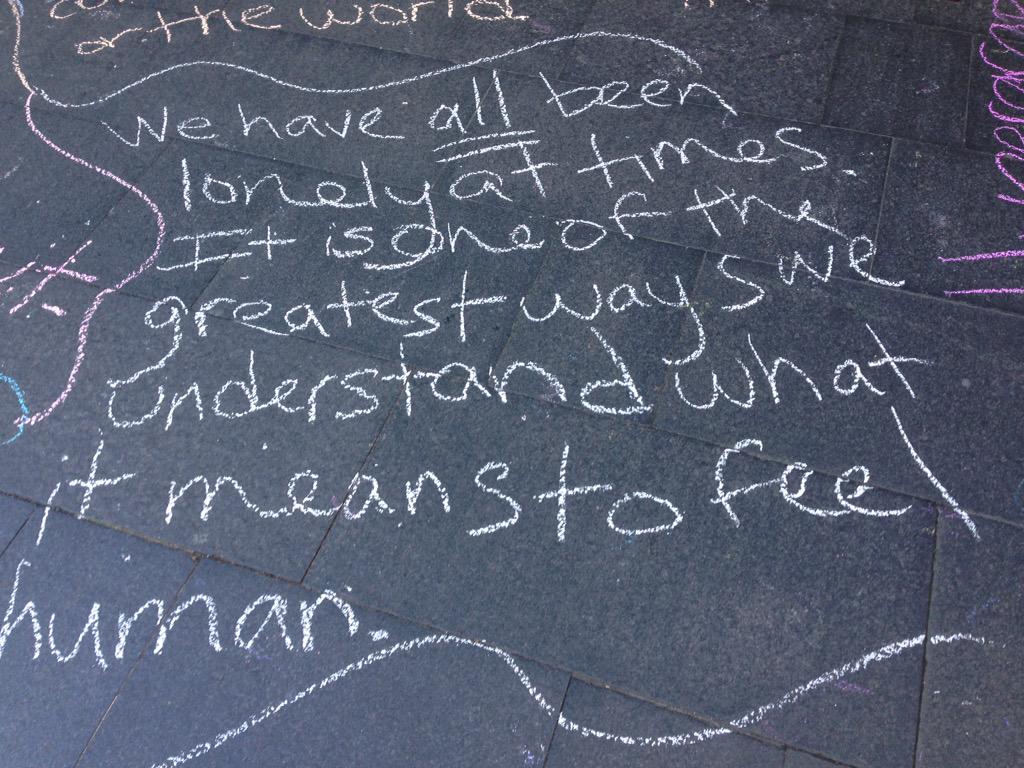 or the world
We have all been
lonely at times.
It is one of the
greatest ways we
understand what
it means to feel
human.